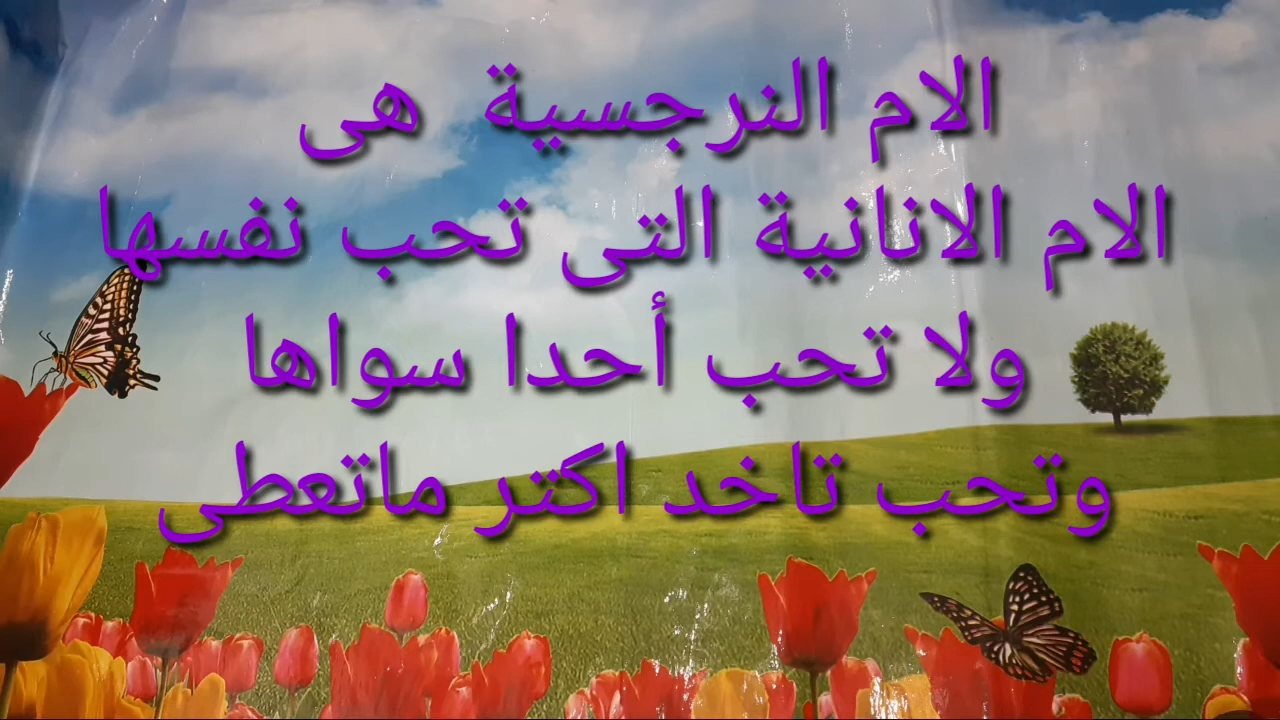 الام النرجسية هى
الام الانانية التى تحب نفسها
ولا تحب أحدا سواها
وتحب تاخد اكتر ماتعطى